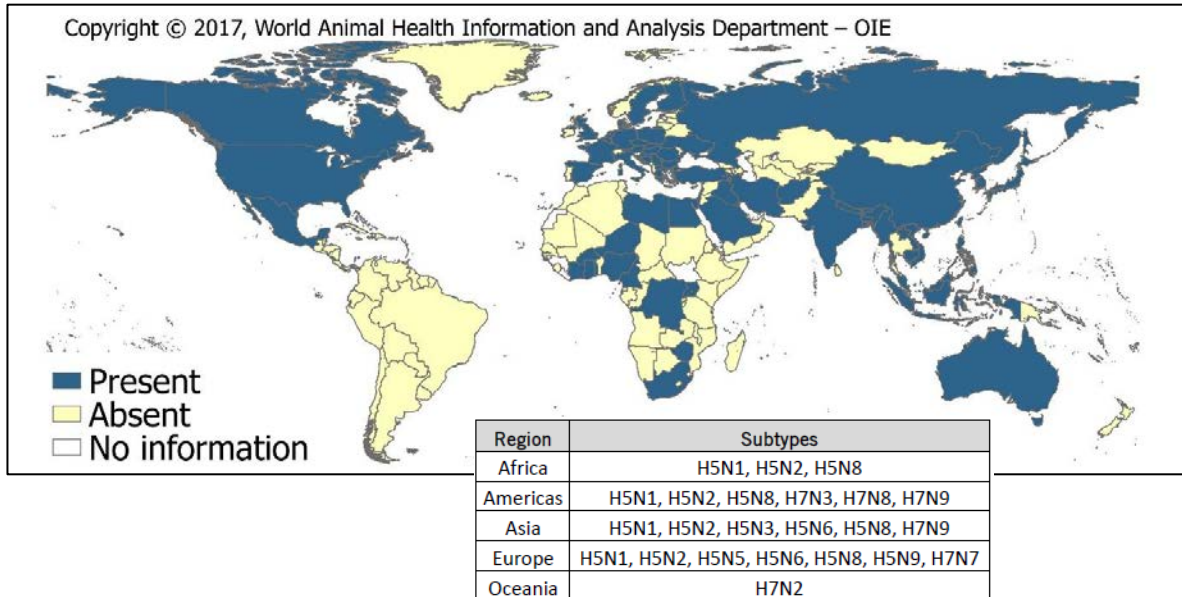 Copyright © 2017, World Animal Health Information and Analysis Department – OIE
Present
Absent
No information
Region Subtypes
Africa H5N1, H5N2, H5N8
Americas H5N1, H5N2, H5N8, H7N3, H7N8, H7N9
Asia H5N1, H5N2, H5N3, H5N6, H5N8, H7N9
Europe H5N1, H5N2, H5N5, H5N6, H5N8, H5N9, H7N7
Oceania H7N2